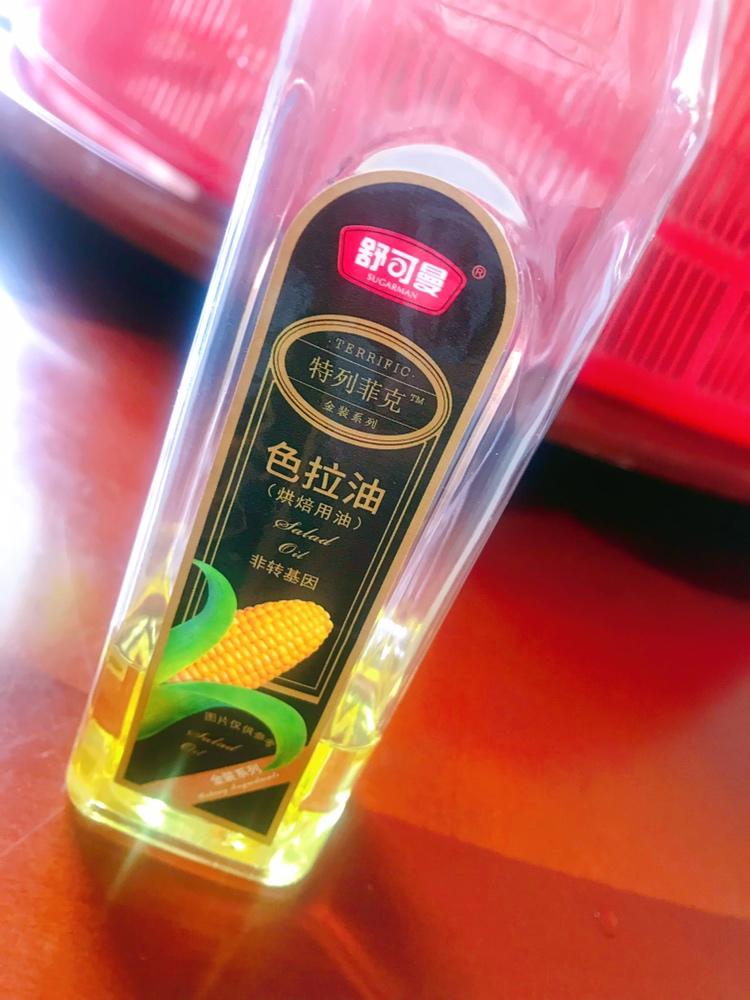 舒可曼®
SUGARMAN
·TERRIFIC·
特列菲克™
金装系列
色拉油
（烘焙用油）
Salad
Oil
非转基因
图片仅供参考
Salad
Oil
金装系列